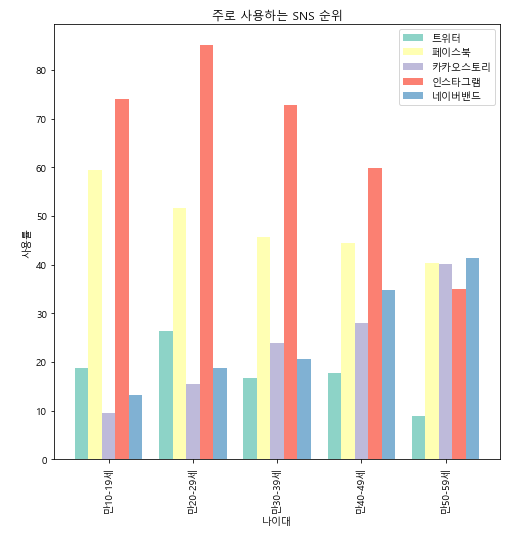 주로 사용하는 SNS 순위
트위터
페이스북
카카오스토리
인스타그램
네이버밴드
사용률
80
70
60
50
40
30
20
10
0
만10-19세
만20-29세
만30-39세
만40-49세
만50-59세
나이대